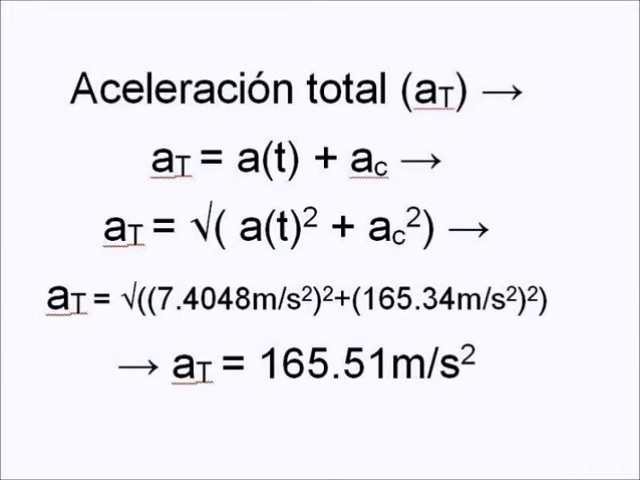 Aceleración total (aT) →
aT = a(t) + ac →
aT = √( a(t)² + ac²) →
aT = √((7.4048m/s²)²+(165.34m/s²)²)
→ aT = 165.51m/s²